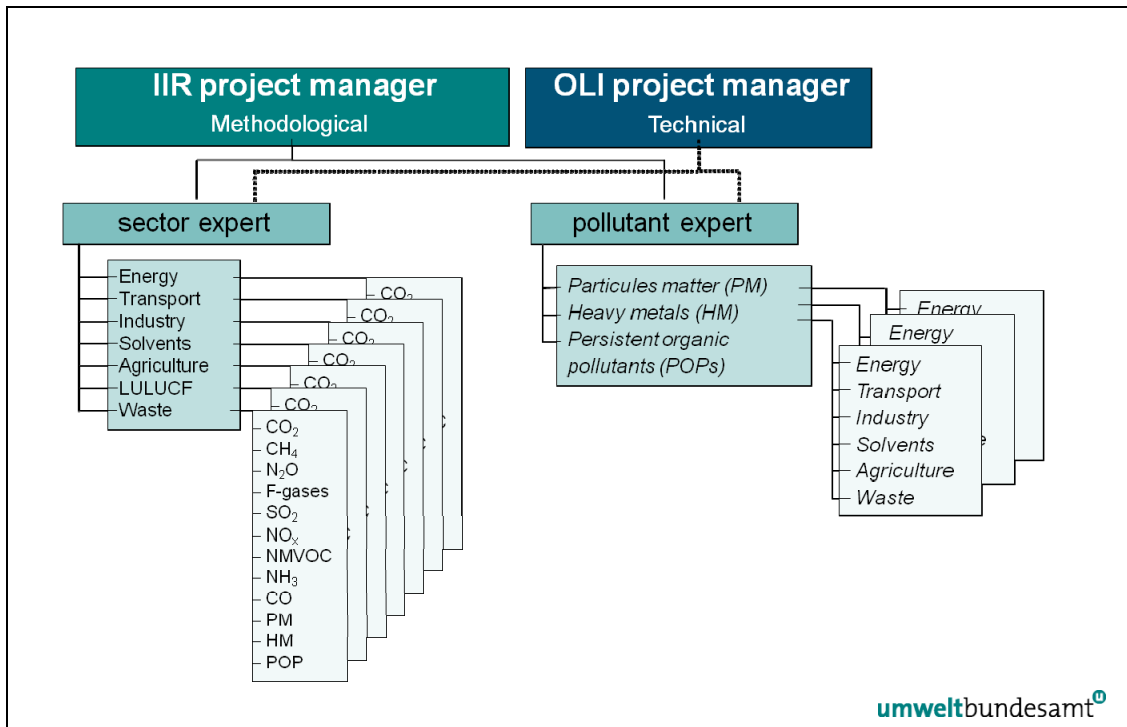 IIR project manager
Methodological
OLI project manager
Technical
sector expert
pollutant expert
Energy
Transport
Industry
Solvents
Agriculture
LULUCF
Waste
CO₂
CO₂
CO₂
CO₂
CO₂
CO₂
CO₂
CH₄
N₂O
F-gases
SO₂
NOₓ
NMVOC
NH₃
CO
PM
HM
POP
Particules matter (PM)
Heavy metals (HM)
Persistent organic
pollutants (POPs)
Energy
Energy
Energy
Transport
Industry
Solvents
Agriculture
Waste
umweltbundesamt